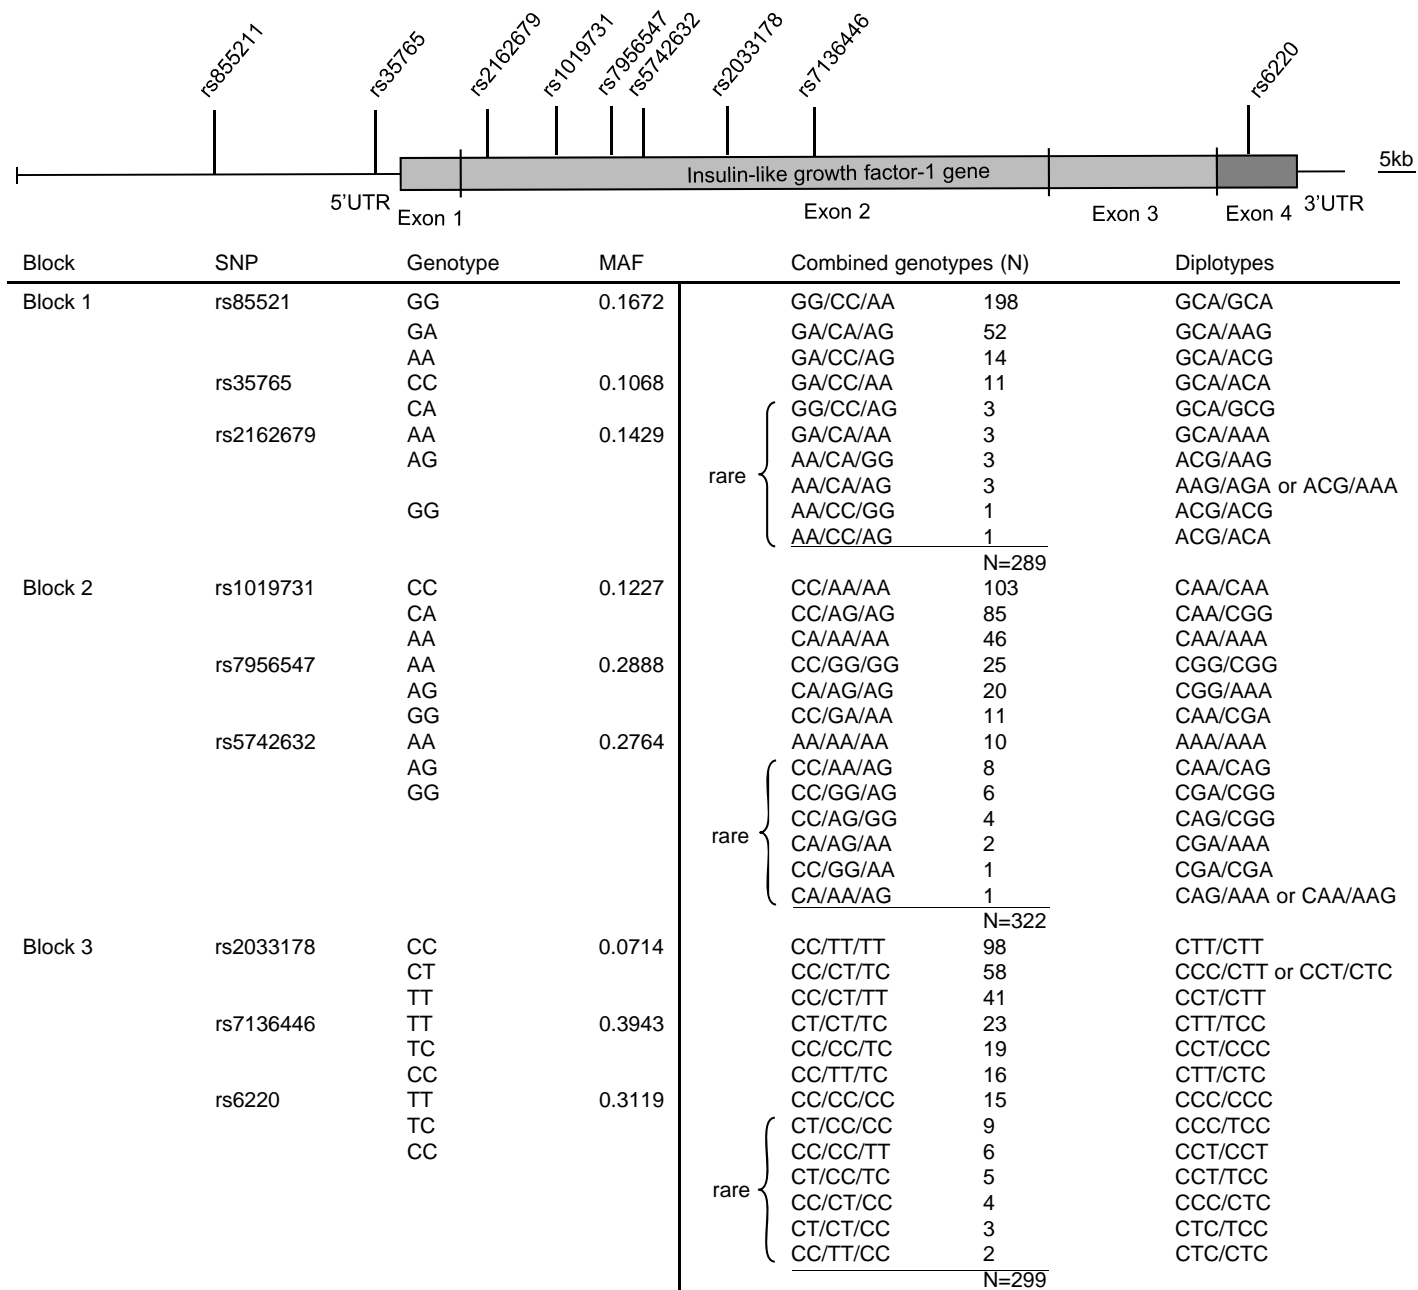 rs855211 rs35765 rs2162679 rs1019731 rs7956547 rs5742632 rs2033178 rs7136446 rs6220
Insulin-like growth factor-1 gene 5kb
5’UTR Exon 1 Exon 2 Exon 3 Exon 4 3’UTR
Block SNP Genotype MAF Combined genotypes (N) Diplotypes
Block 1 rs85521 GG 0.1672 GG/CC/AA 198 GCA/GCA
GA GA/CA/AG 52 GCA/AAG
AA GA/CC/AG 14 GCA/ACG
rs35765 CC 0.1068 GA/CC/AA 11 GCA/ACA
CA GG/CC/AG 3 GCA/GCG
rs2162679 AA 0.1429 GA/CA/AA 3 GCA/AAA
AG AA/CA/GG 3 ACG/AAG
rare AA/CA/AG 3 AAG/AGA or ACG/AAA
GG AA/CC/GG 1 ACG/ACG
AA/CC/AG 1 ACG/ACA
N=289
Block 2 rs1019731 CC 0.1227 CC/AA/AA 103 CAA/CAA
CA CC/AG/AG 85 CAA/CGG
AA CA/AA/AA 46 CAA/AAA
rs7956547 AA 0.2888 CC/GG/GG 25 CGG/CGG
AG CA/AG/AG 20 CGG/AAA
GG CC/GA/AA 11 CAA/CGA
rs5742632 AA 0.2764 AA/AA/AA 10 AAA/AAA
AG CC/AA/AG 8 CAA/CAG
GG CC/GG/AG 6 CGA/CGG
CC/AG/GG 4 CAG/CGG
rare CA/AG/AA 2 CGA/AAA
CC/GG/AA 1 CGA/CGA
CA/AA/AG 1 CAG/AAA or CAA/AAG
N=322
Block 3 rs2033178 CC 0.0714 CC/TT/TT 98 CTT/CTT
CT CC/CT/TC 58 CCC/CTT or CCT/CTC
TT CC/CT/TT 41 CCT/CTT
rs7136446 TT 0.3943 CT/CT/TC 23 CTT/TCC
TC CC/CC/TC 19 CCT/CCC
CC CC/TT/TC 16 CTT/CTC
rs6220 TT 0.3119 CC/CC/CC 15 CCC/CCC
TC CT/CC/CC 9 CCC/TCC
CC CC/CC/TT 6 CCT/CCT
CT/CC/TC 5 CCT/TCC
rare CC/CT/CC 4 CCC/CTC
CT/CT/CC 3 CTC/TCC
CC/TT/CC 2 CTC/CTC
N=299